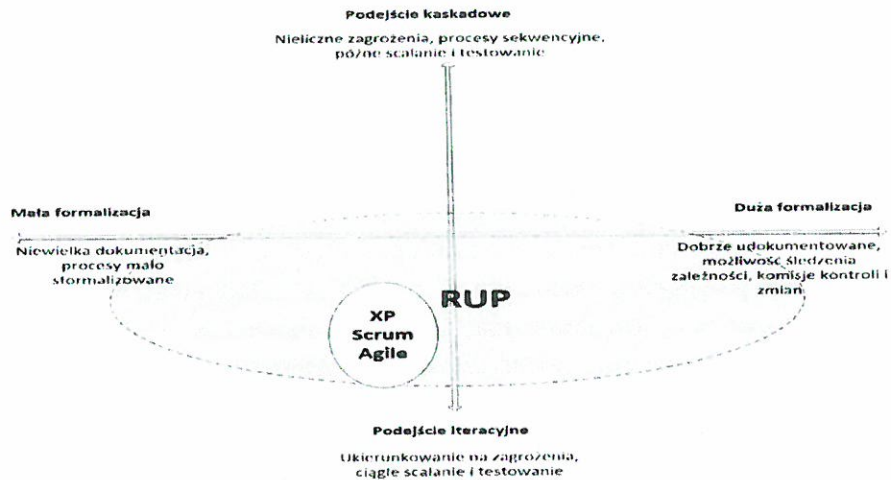 Podejście kaskadowe
Nieliczne zagrożenia, procesy sekwencyjne,
późne scalanie i testowanie
Mała formalizacja
Niewielka dokumentacja,
procesy mało
sformalizowane
Duża formalizacja
Dobrze udokumentowane,
możliwość śledzenia
zależności, komisje kontroli i
zmian
RUP
XP
Scrum
Agile
Podejście iteracyjne
Ukierunkowanie na zagrożenia,
ciągłe scalanie i testowanie